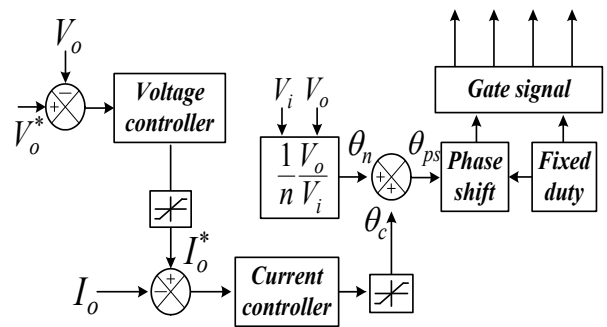 V_o
V_o^*
− +
Voltage
controller
I_o
I_o^*
+ −
Current
controller
V_i V_o
1/n V_o/V_i
θ_n
+ +
θ_c
θ_ps
Phase
shift
Fixed
duty
Gate signal